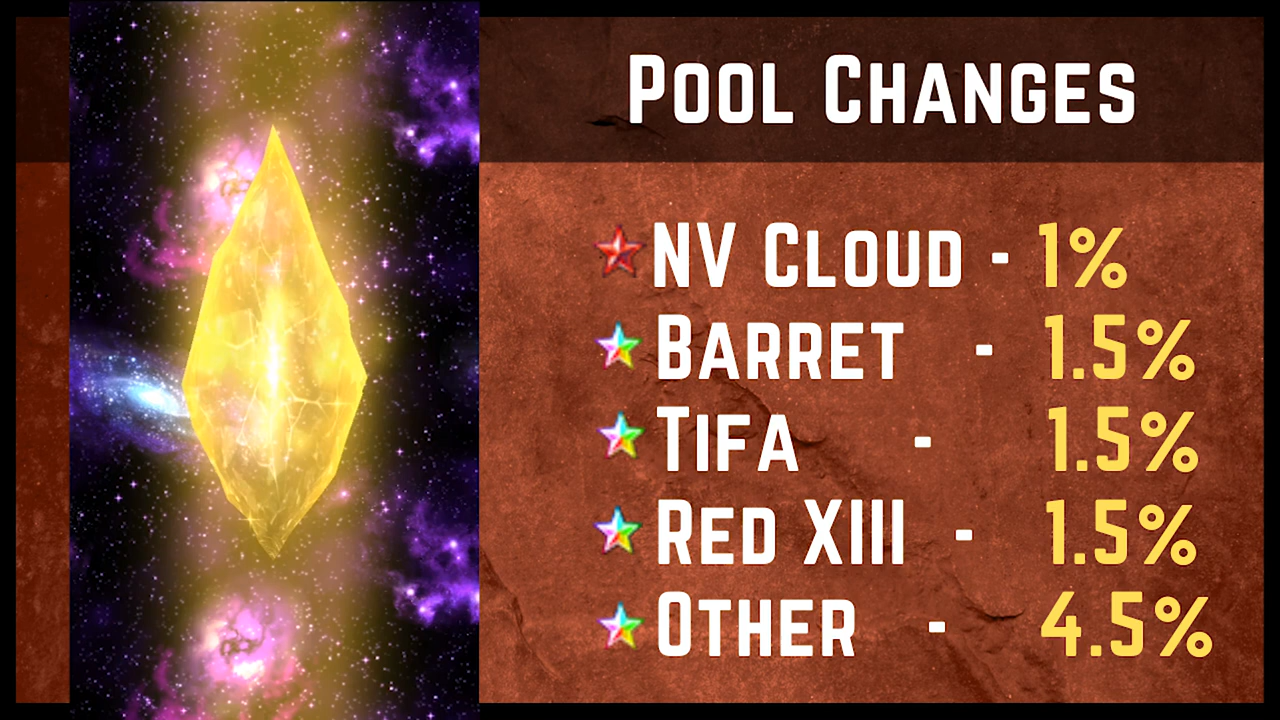 Pool Changes
NV Cloud - 1%
Barret - 1.5%
Tifa - 1.5%
Red XIII - 1.5%
Other - 4.5%